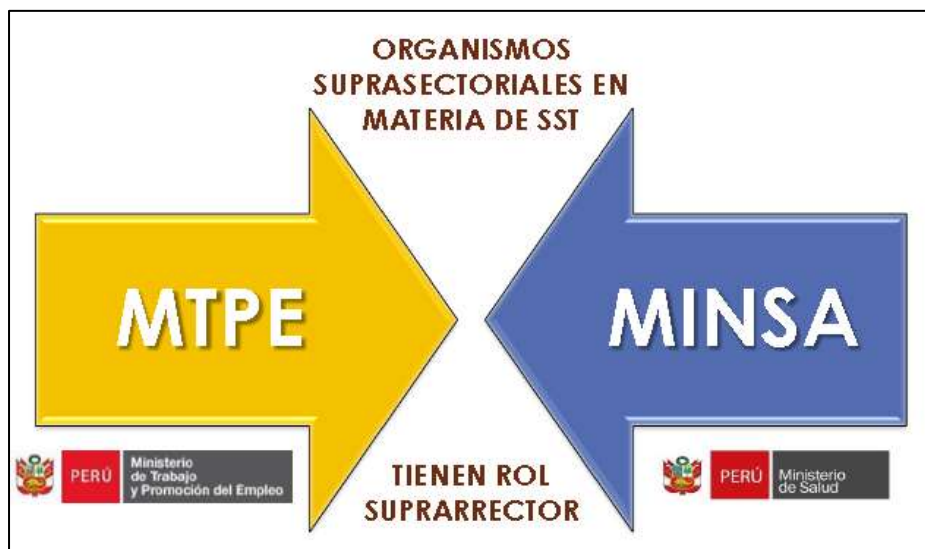 ORGANISMOS
SUPRASECTORIALES EN
MATERIA DE SST
MTPE
MINSA
PERÚ
Ministerio
de Trabajo
y Promoción del Empleo
TIENEN ROL
SUPRARRECTOR
PERÚ
Ministerio
de Salud